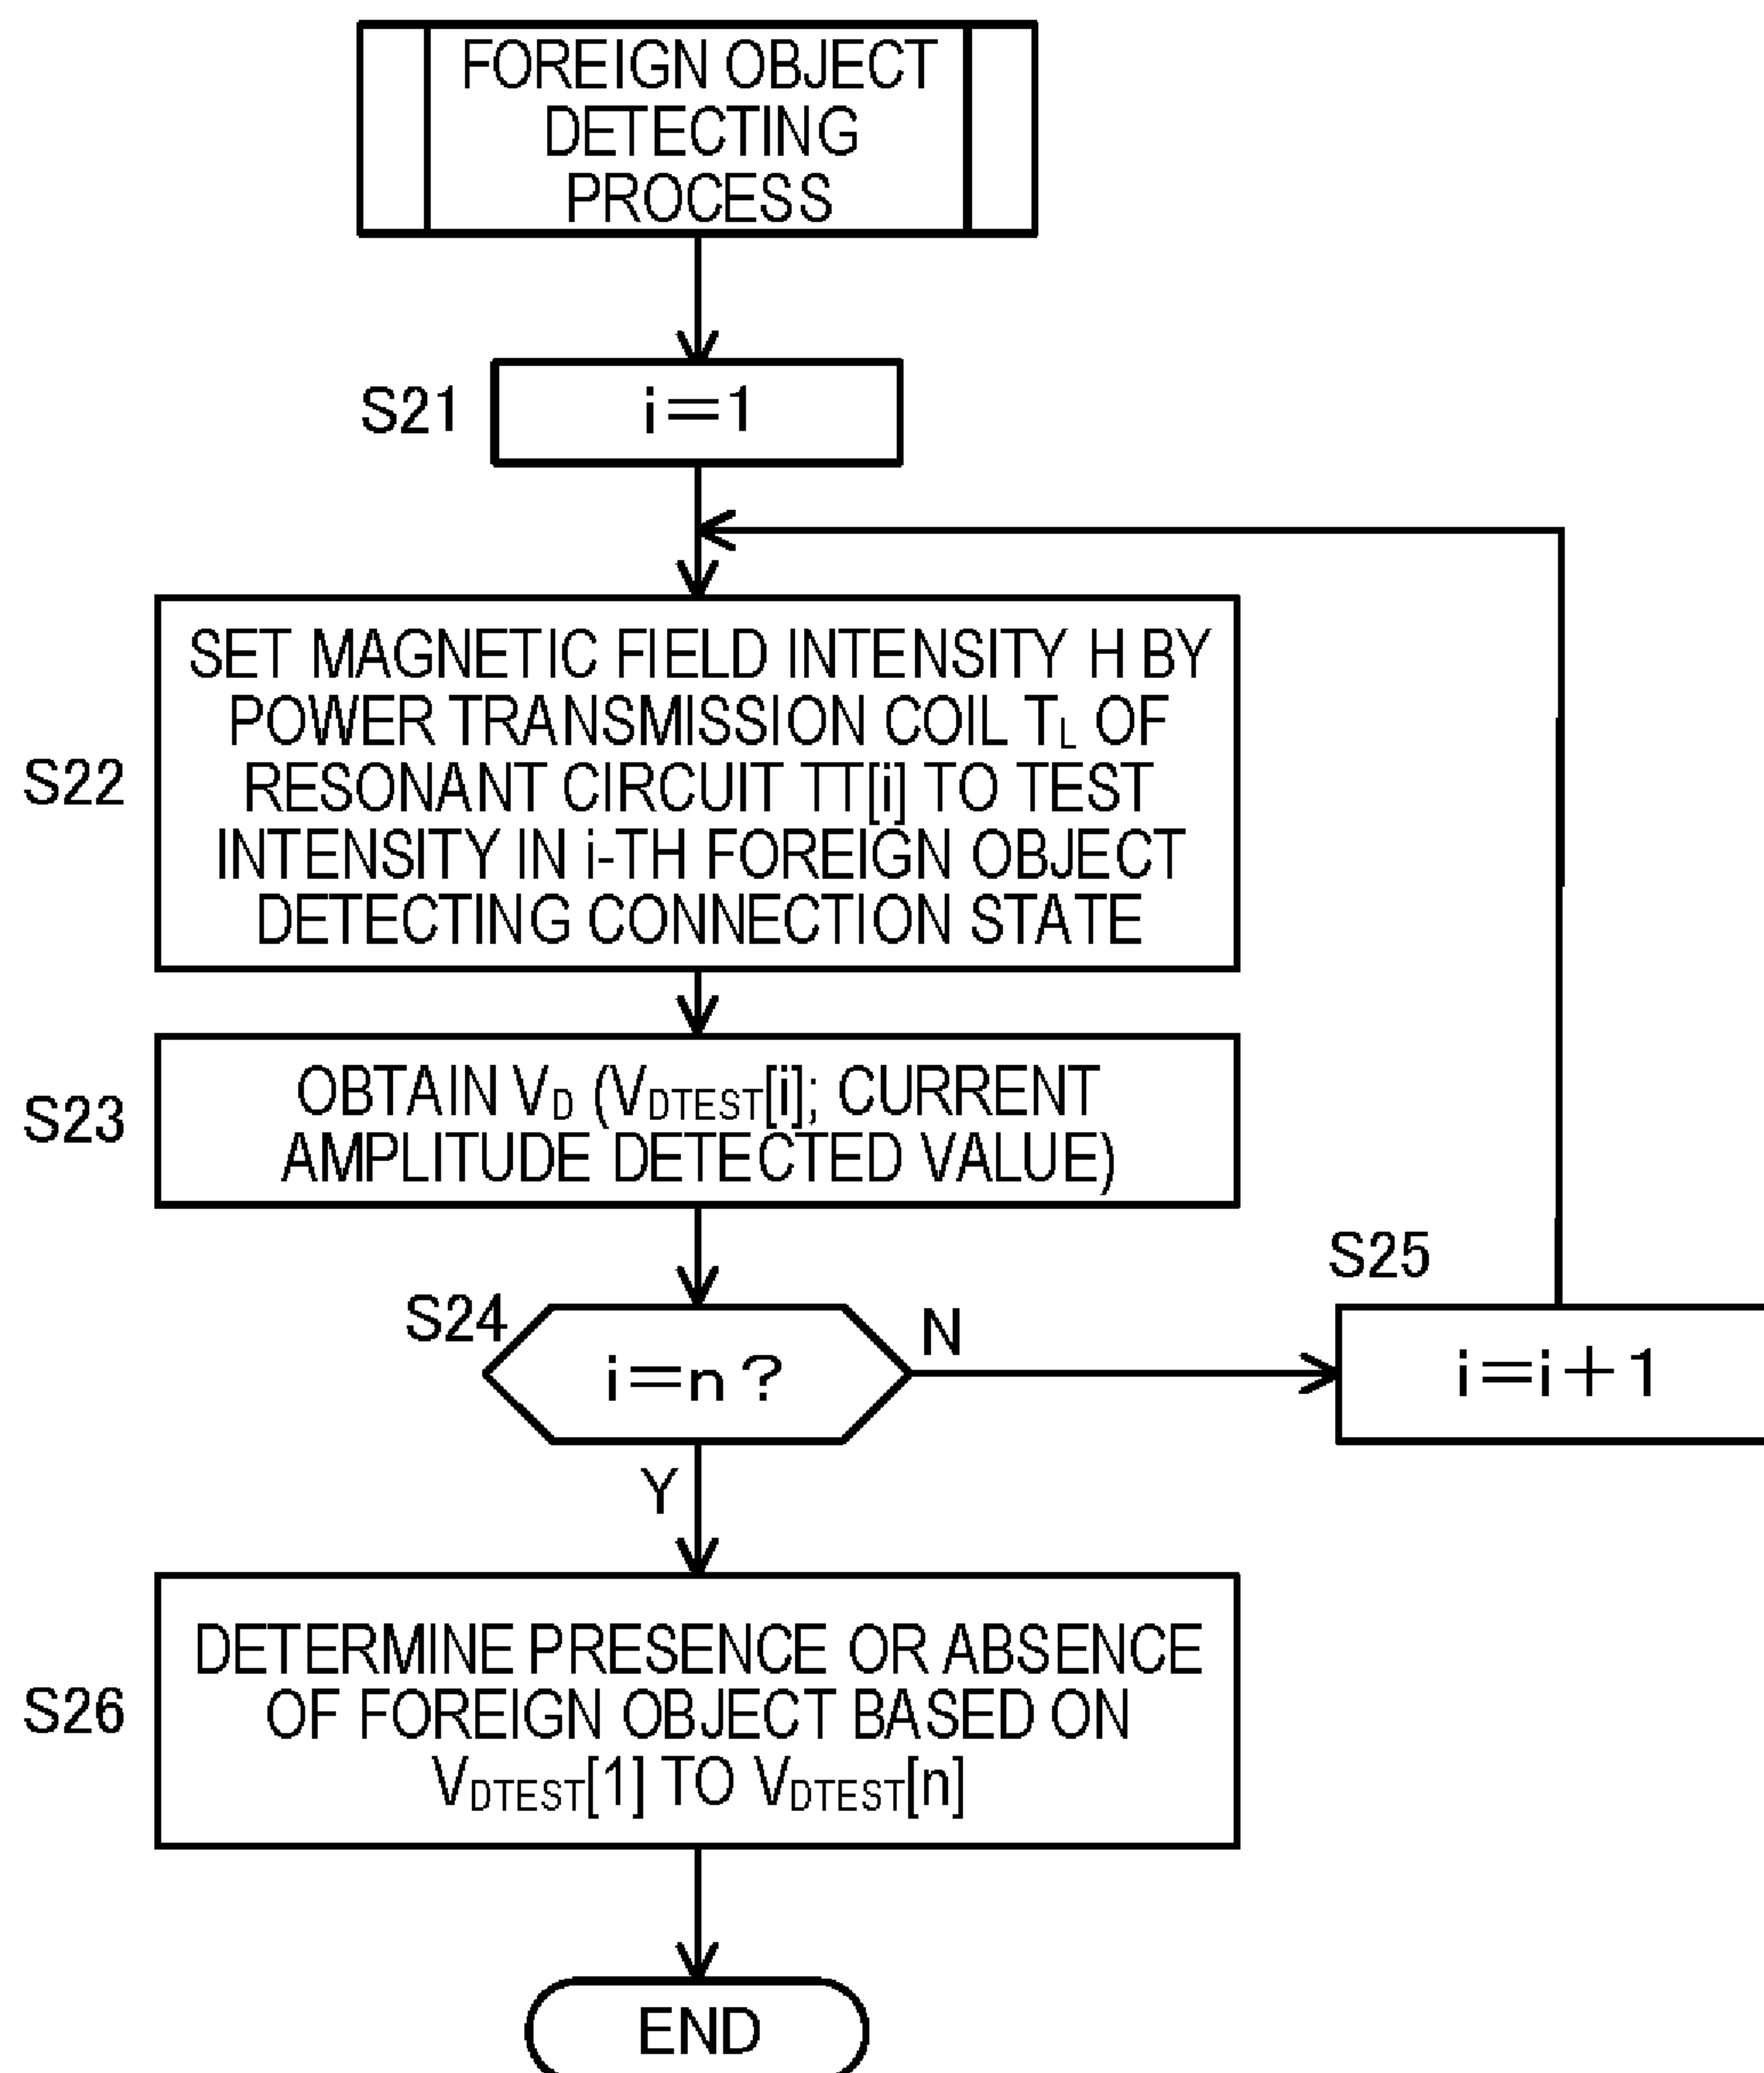 FOREIGN OBJECT
DETECTING
PROCESS
S21
i=1
S22
SET MAGNETIC FIELD INTENSITY H BY
POWER TRANSMISSION COIL TL OF
RESONANT CIRCUIT TT[i] TO TEST
INTENSITY IN i-TH FOREIGN OBJECT
DETECTING CONNECTION STATE
S23
OBTAIN VD (VDTEST[i]; CURRENT
AMPLITUDE DETECTED VALUE)
S24
i=n?
N
S25
i=i+1
Y
S26
DETERMINE PRESENCE OR ABSENCE
OF FOREIGN OBJECT BASED ON
VDTEST[1] TO VDTEST[n]
END